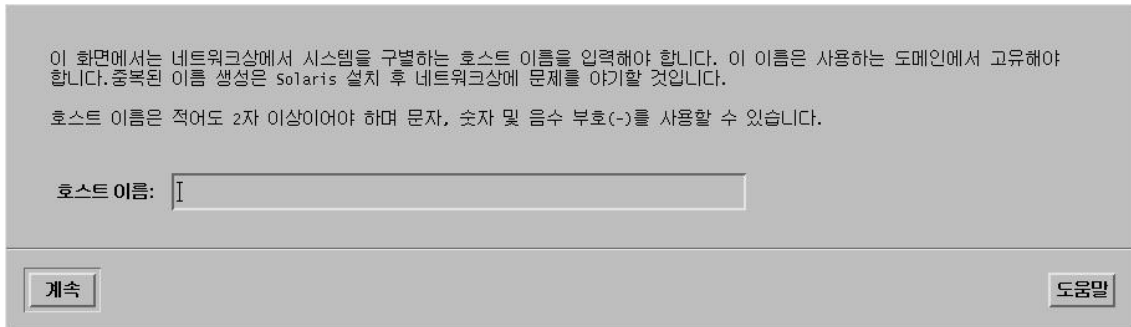 이 화면에서는 네트워크상에서 시스템을 구별하는 호스트 이름을 입력해야 합니다. 이 이름은 사용하는 도메인에서 고유해야
합니다.중복된 이름 생성은 Solaris 설치 후 네트워크상에 문제를 야기할 것입니다.
호스트 이름은 적어도 2자 이상이어야 하며 문자, 숫자 및 음수 부호(-)를 사용할 수 있습니다.
호스트 이름:
계속
도움말